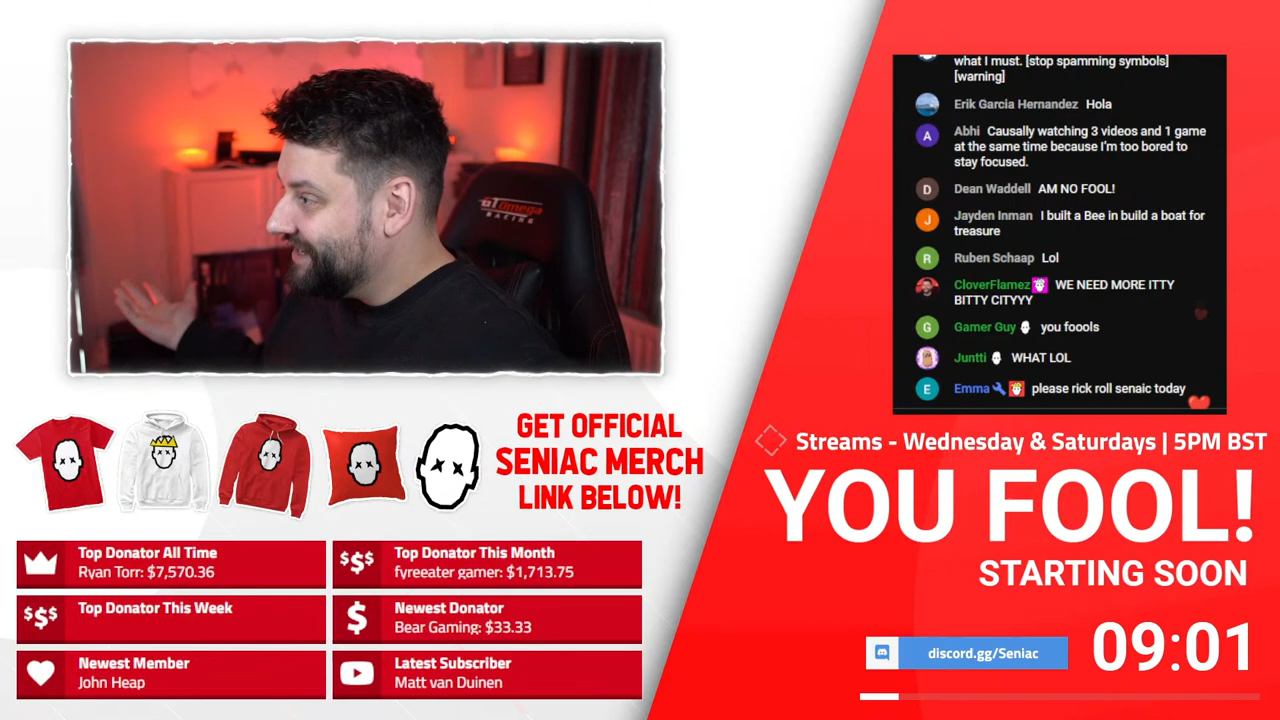 what I must. [stop spamming symbols]
[warning]
Erik Garcia Hernandez Hola
Abhi Causally watching 3 videos and 1 game
at the same time because I'm too bored to
stay focused.
Dean Waddell AM NO FOOL!
Jayden Inman I built a Bee in build a boat for
treasure
Ruben Schaap Lol
CloverFlamez WE NEED MORE ITTY
BITTY CITYYY
Gamer Guy you foools
Juntti WHAT LOL
Emma please rick roll senaic today
A
D
J
R
G
E
GTOmega
RACING
GET OFFICIAL
SENIAC MERCH
LINK BELOW!
Streams - Wednesday & Saturdays | 5PM BST
YOU FOOL!
STARTING SOON
09:01
discord.gg/Seniac
Top Donator All Time
Ryan Torr: $7,570.36
$$$
Top Donator This Month
fyreeater gamer: $1,713.75
$$$
Top Donator This Week
$
Newest Donator
Bear Gaming: $33.33
Newest Member
John Heap
Latest Subscriber
Matt van Duinen